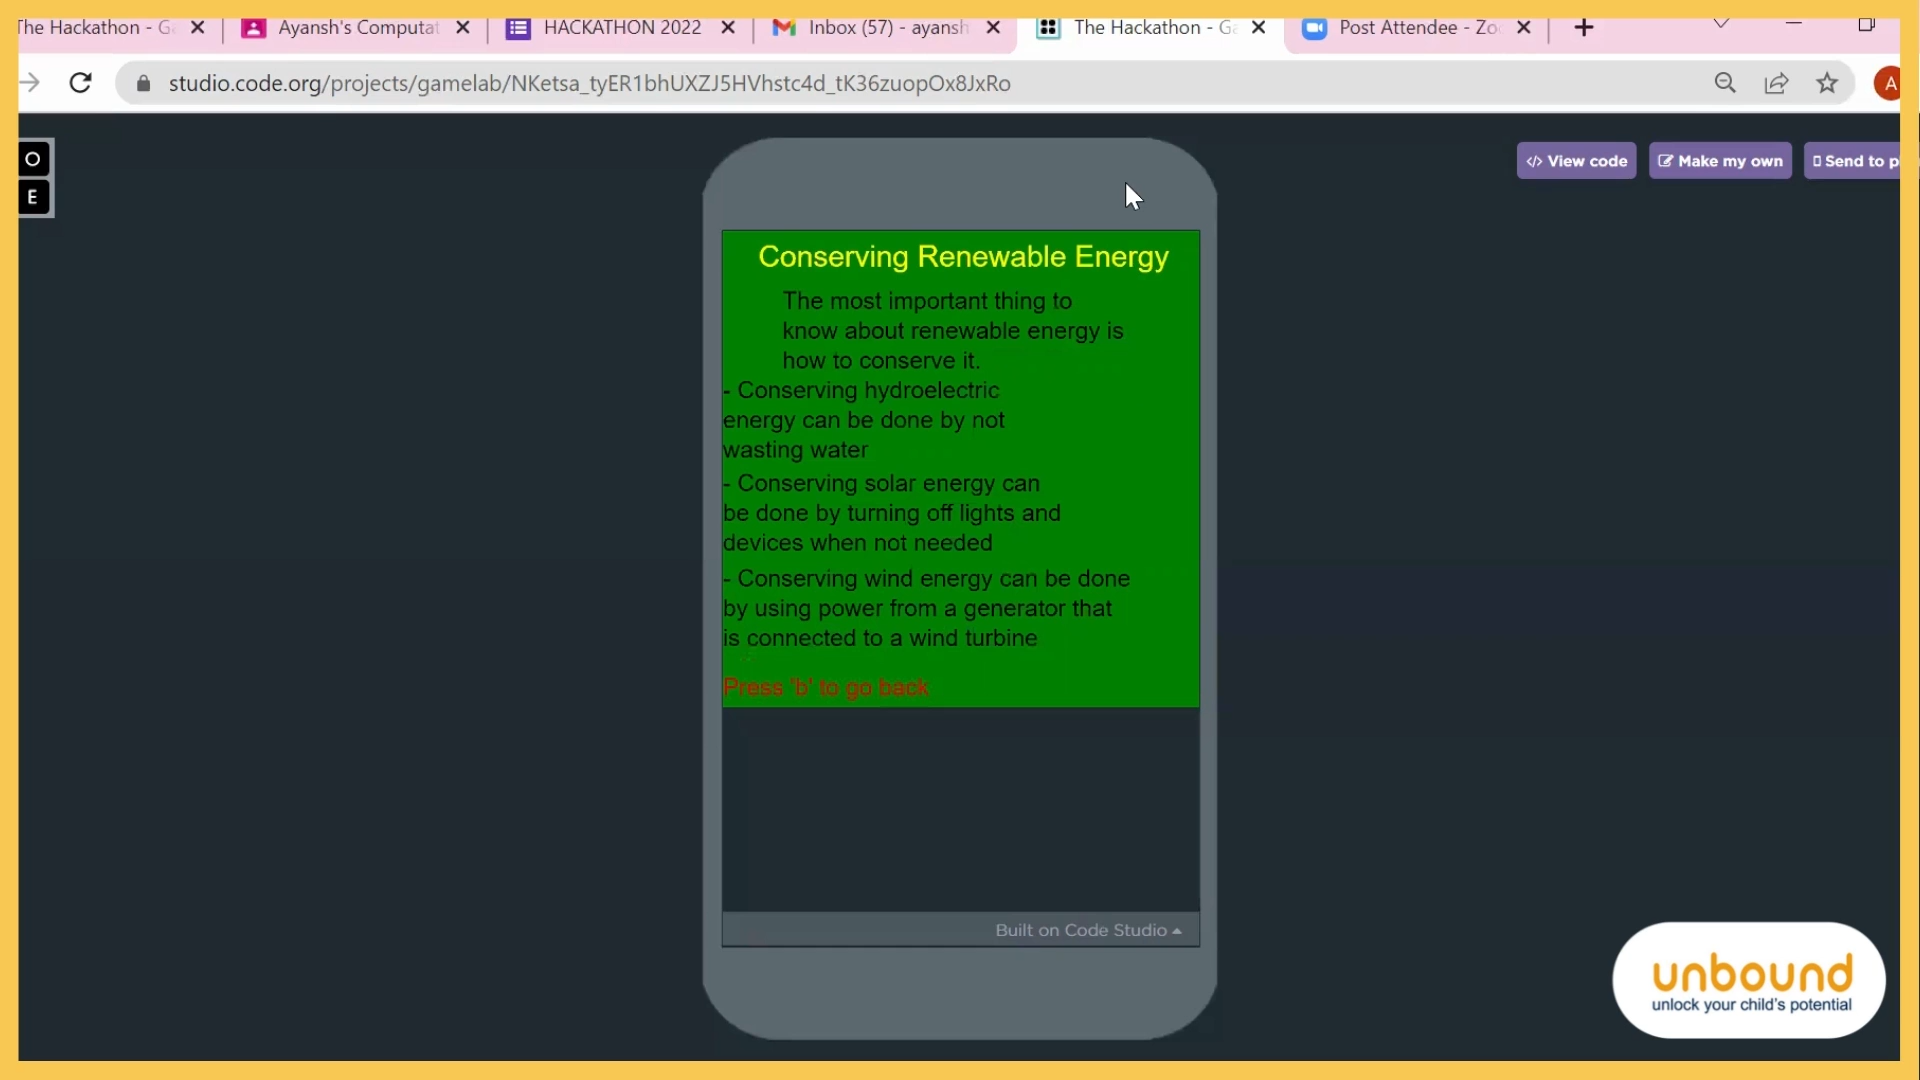 The Hackathon - Ga
Ayansh's Computat
HACKATHON 2022
Inbox (57) - ayansh
The Hackathon - Ga
Post Attendee - Zoo
studio.code.org/projects/gamelab/NKetsa_tyER1bhUXZJ5HVhstc4d_tK36zuopOx8JxRo
A
O
E
View code
Make my own
Send to p
Conserving Renewable Energy
The most important thing to
know about renewable energy is
how to conserve it.
- Conserving hydroelectric
energy can be done by not
wasting water
- Conserving solar energy can
be done by turning off lights and
devices when not needed
- Conserving wind energy can be done
by using power from a generator that
is connected to a wind turbine
Press 'b' to go back
Built on Code Studio
unbound
unlock your child's potential